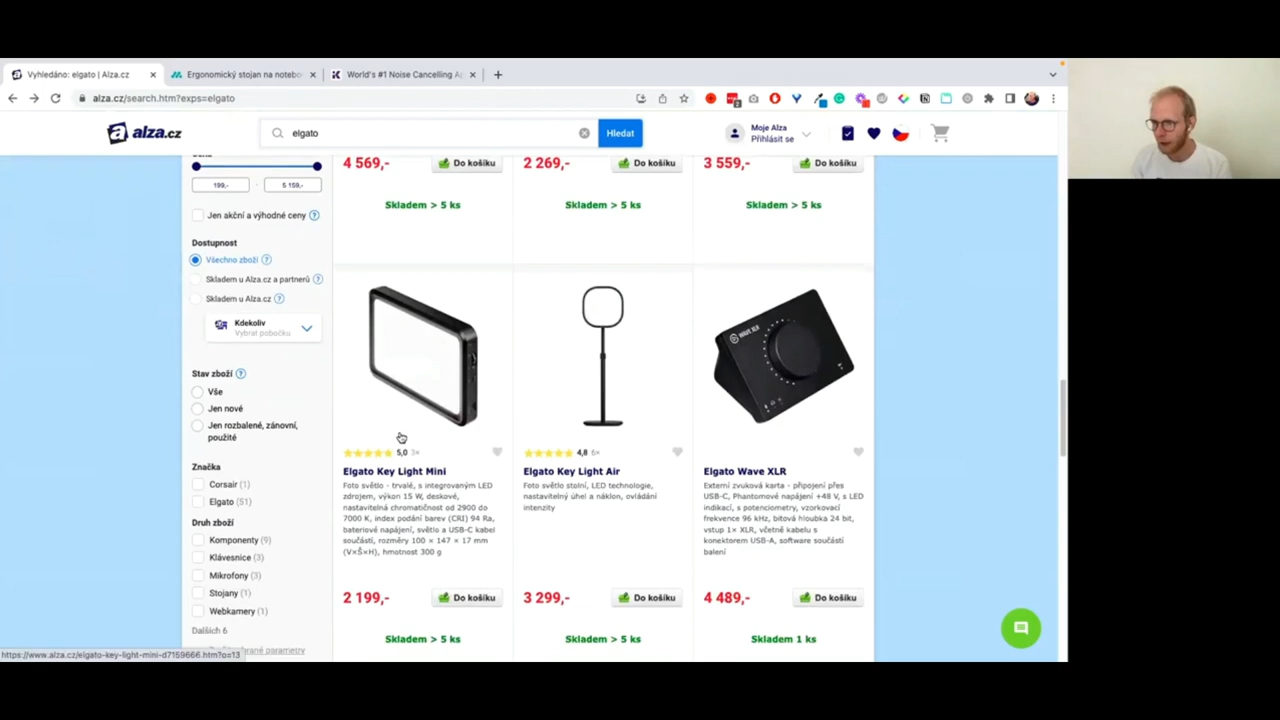 Vyhledáno: elgato | Alza.cz
Ergonomický stojan na notebo
World's #1 Noise Cancelling Ap
alza.cz/search.htm?exps=elgato
alza.cz
elgato
Hledat
Moje Alza
Přihlásit se
199,-
5 159,-
Jen akční a výhodné ceny
Dostupnost
Všechno zboží
Skladem u Alza.cz a partnerů
Skladem u Alza.cz
Kdekoliv
Vybrat pobočku
Stav zboží
Vše
Jen nové
Jen rozbalené, zánovní,
použité
Značka
Corsair (1)
Elgato (51)
Druh zboží
Komponenty (9)
Klávesnice (3)
Mikrofony (3)
Stojany (1)
Webkamery (1)
Dalších 6
4 569,- Do košíku
Skladem > 5 ks
2 269,- Do košíku
Skladem > 5 ks
3 559,- Do košíku
Skladem > 5 ks
5,0 3×
Elgato Key Light Mini
Foto světlo - trvalé, s integrovaným LED
zdrojem, výkon 15 W, deskové,
nastavitelná chromatičnost od 2900 do
7000 K, index podání barev (CRI) 94 Ra,
bateriové napájení, světlo a USB-C kabel
součástí, rozměry 100 × 147 × 17 mm
(V×Š×H), hmotnost 300 g
2 199,- Do košíku
Skladem > 5 ks
4,8 6×
Elgato Key Light Air
Foto světlo stolní, LED technologie,
nastavitelný úhel a náklon, ovládání
intenzity
3 299,- Do košíku
Skladem > 5 ks
WAVE XLR
Elgato Wave XLR
Externí zvuková karta - připojení přes
USB-C, Phantomové napájení +48 V, s LED
indikací, s potenciometry, vzorkovací
frekvence 96 kHz, bitová hloubka 24 bit,
vstup 1× XLR, včetně kabelu s
konektorem USB-A, software součástí
balení
4 489,- Do košíku
Skladem 1 ks
https://www.alza.cz/elgato-key-light-mini-d7159666.htm?o=13